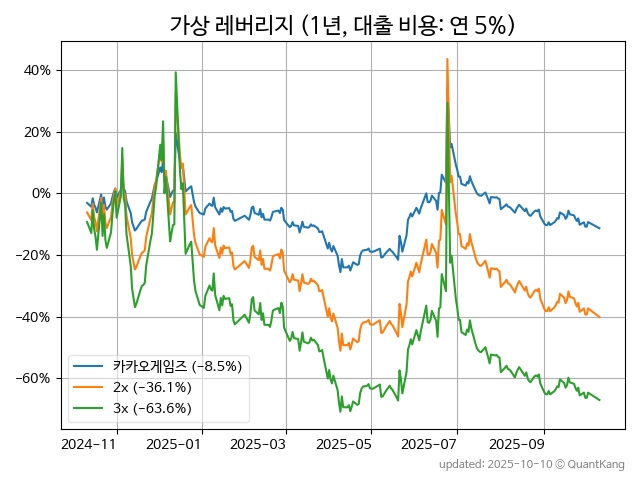 가상 레버리지 (1년, 대출 비용: 연 5%)
40%
20%
0%
−20%
−40%
−60%
카카오게임즈 (−8.5%)
2x (−36.1%)
3x (−63.6%)
2024−11 2025−01 2025−03 2025−05 2025−07 2025−09
updated: 2025-10-10 © QuantKang